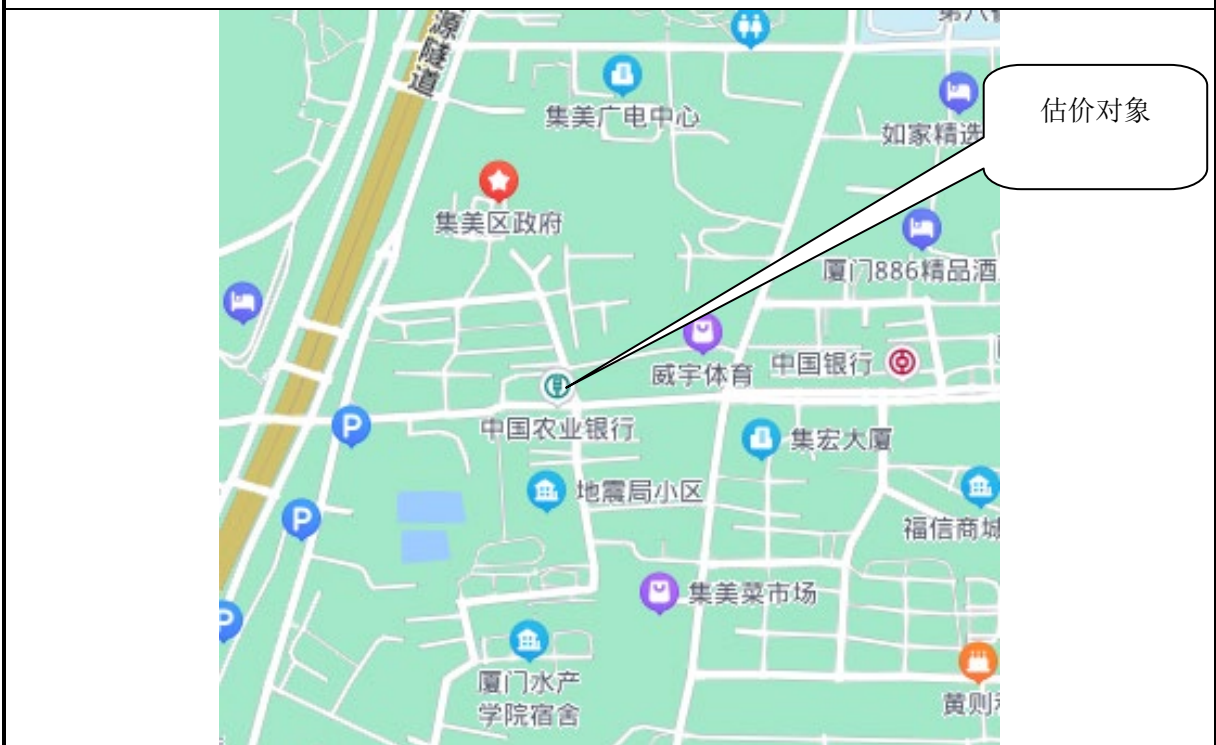 源隧道
第八
集美广电中心
如家精选
估价对象
集美区政府
厦门886精品酒
P
威宇体育
中国银行
中国农业银行
集宏大厦
地震局小区
P
福信商城
集美菜市场
P
厦门水产
学院宿舍
黄则